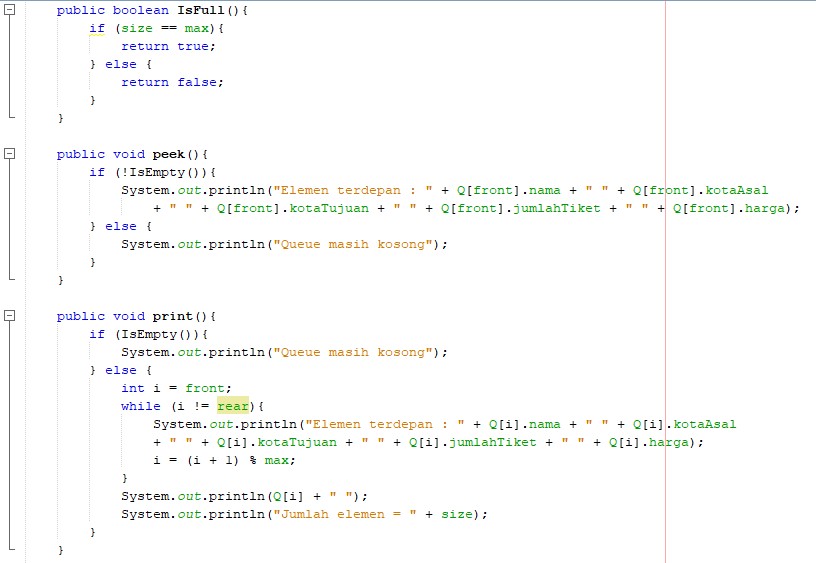 public boolean IsFull(){
if (size == max){
return true;
} else {
return false;
}
}
public void peek(){
if (!IsEmpty()){
System.out.println("Elemen terdepan : " + Q[front].nama + " " + Q[front].kotaAsal
+ " " + Q[front].kotaTujuan + " " + Q[front].jumlahTiket + " " + Q[front].harga);
} else {
System.out.println("Queue masih kosong");
}
}
public void print(){
if (IsEmpty()){
System.out.println("Queue masih kosong");
} else {
int i = front;
while (i != rear){
System.out.println("Elemen terdepan : " + Q[i].nama + " " + Q[i].kotaAsal
+ " " + Q[i].kotaTujuan + " " + Q[i].jumlahTiket + " " + Q[i].harga);
i = (i + 1) % max;
}
System.out.println(Q[i] + " ");
System.out.println("Jumlah elemen = " + size);
}
}